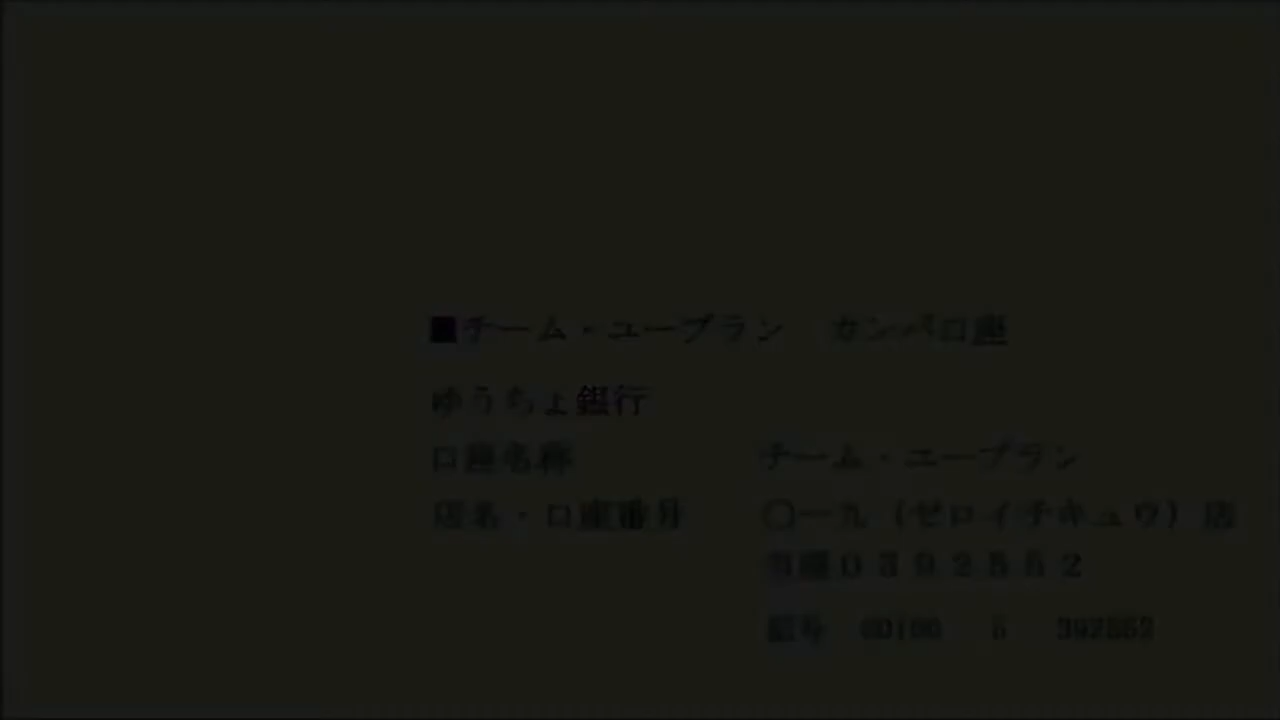 ■チーム・ユープラン カンパ口座
ゆうちょ銀行
口座名称 チーム・ユープラン
店名・口座番号 〇一九（ゼロイチキュウ）店
当座０３９２５５２
記号 392552